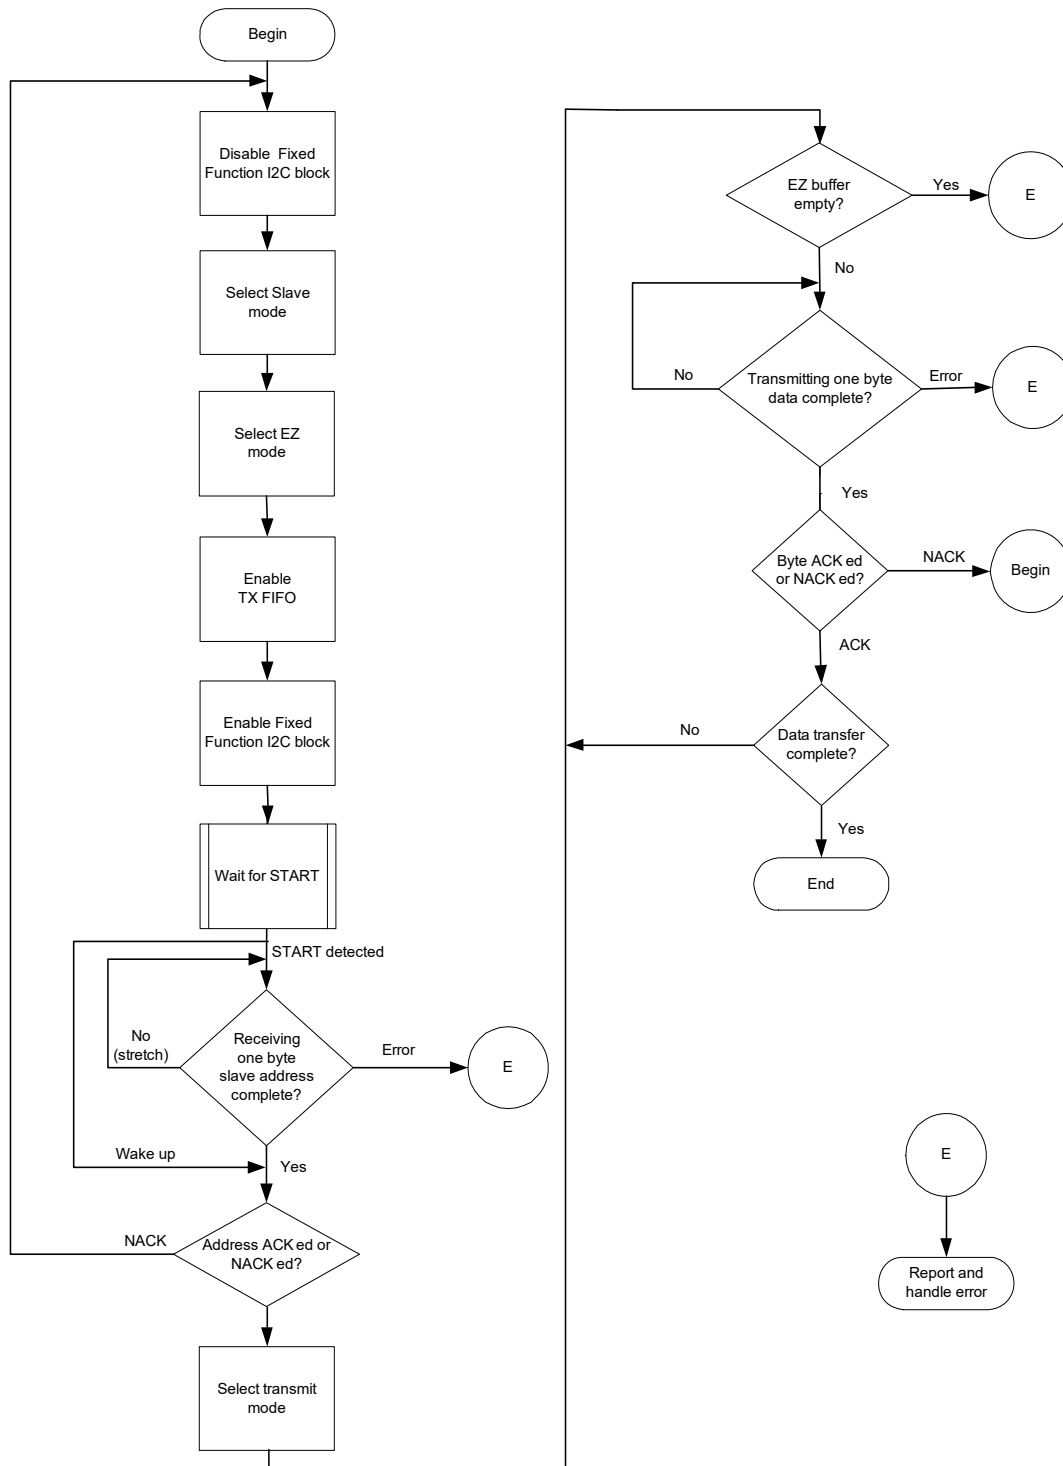 Begin
Disable Fixed
Function I2C block
Select Slave
mode
Select EZ
mode
Enable
TX FIFO
Enable Fixed
Function I2C block
Wait for START
START detected
No
(stretch)
Receiving
one byte
slave address
complete?
Error
E
Wake up
Yes
NACK
Address ACK ed or
NACK ed?
Select transmit
mode
EZ buffer
empty?
Yes
E
No
No
Transmitting one byte
data complete?
Error
E
Yes
Byte ACK ed
or NACK ed?
NACK
Begin
ACK
No
Data transfer
complete?
Yes
End
E
Report and
handle error